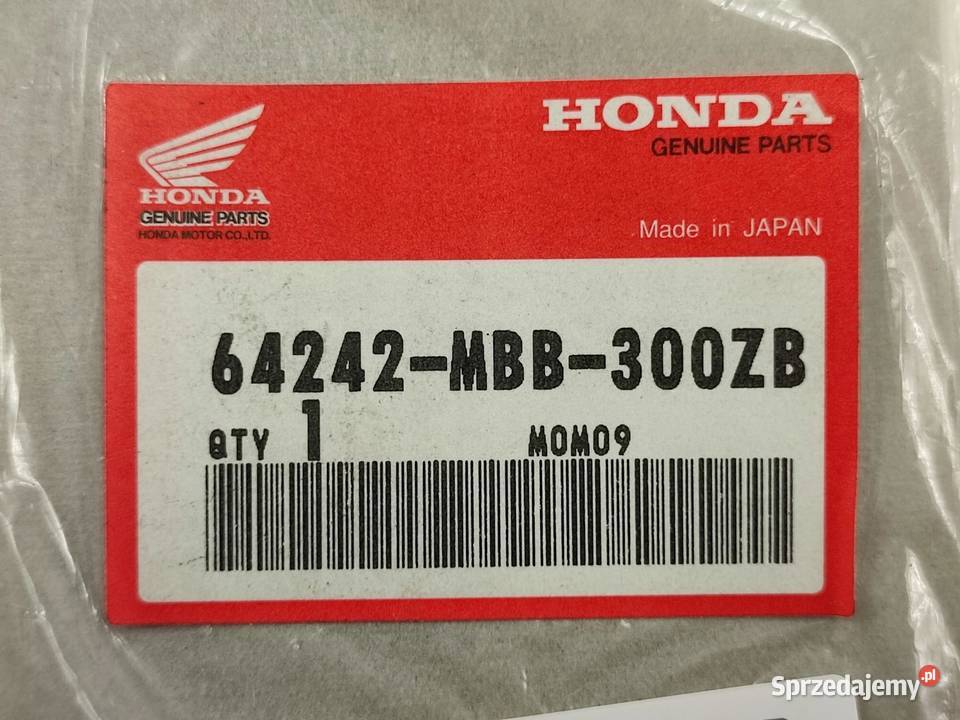 HONDA
GENUINE PARTS
HONDA MOTOR CO., LTD.
HONDA
GENUINE PARTS
Made in JAPAN
64242-MBB-300ZB
QTY 1 M0M09
Sprzedajemy.pl